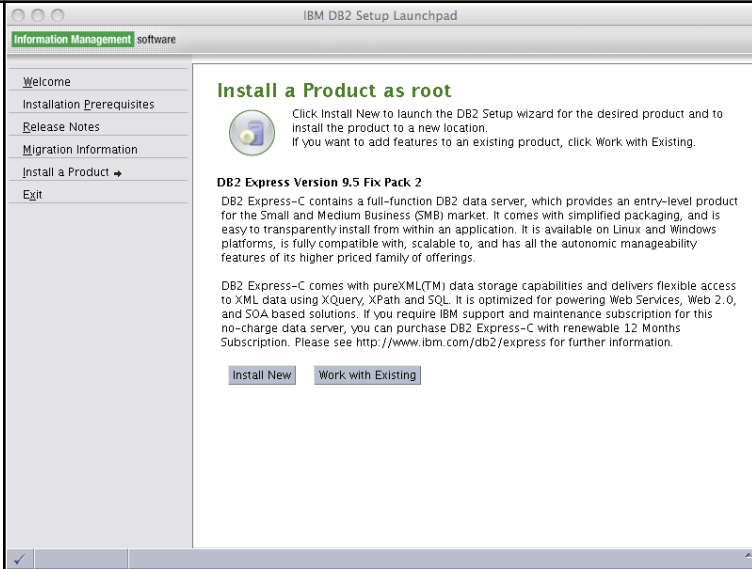 IBM DB2 Setup Launchpad
Information Management software
Welcome
Installation Prerequisites
Release Notes
Migration Information
Install a Product
Exit
Install a Product as root
Click Install New to launch the DB2 Setup wizard for the desired product and to
install the product to a new location.
If you want to add features to an existing product, click Work with Existing.
DB2 Express Version 9.5 Fix Pack 2
DB2 Express-C contains a full-function DB2 data server, which provides an entry-level product
for the Small and Medium Business (SMB) market. It comes with simplified packaging, and is
easy to transparently install from within an application. It is available on Linux and Windows
platforms, is fully compatible with, scalable to, and has all the autonomic manageability
features of its higher priced family of offerings.
DB2 Express-C comes with pureXML(TM) data storage capabilities and delivers flexible access
to XML data using XQuery, XPath and SQL. It is optimized for powering Web Services, Web 2.0,
and SOA based solutions. If you require IBM support and maintenance subscription for this
no-charge data server, you can purchase DB2 Express-C with renewable 12 Months
Subscription. Please see http://www.ibm.com/db2/express for further information.
Install New
Work with Existing